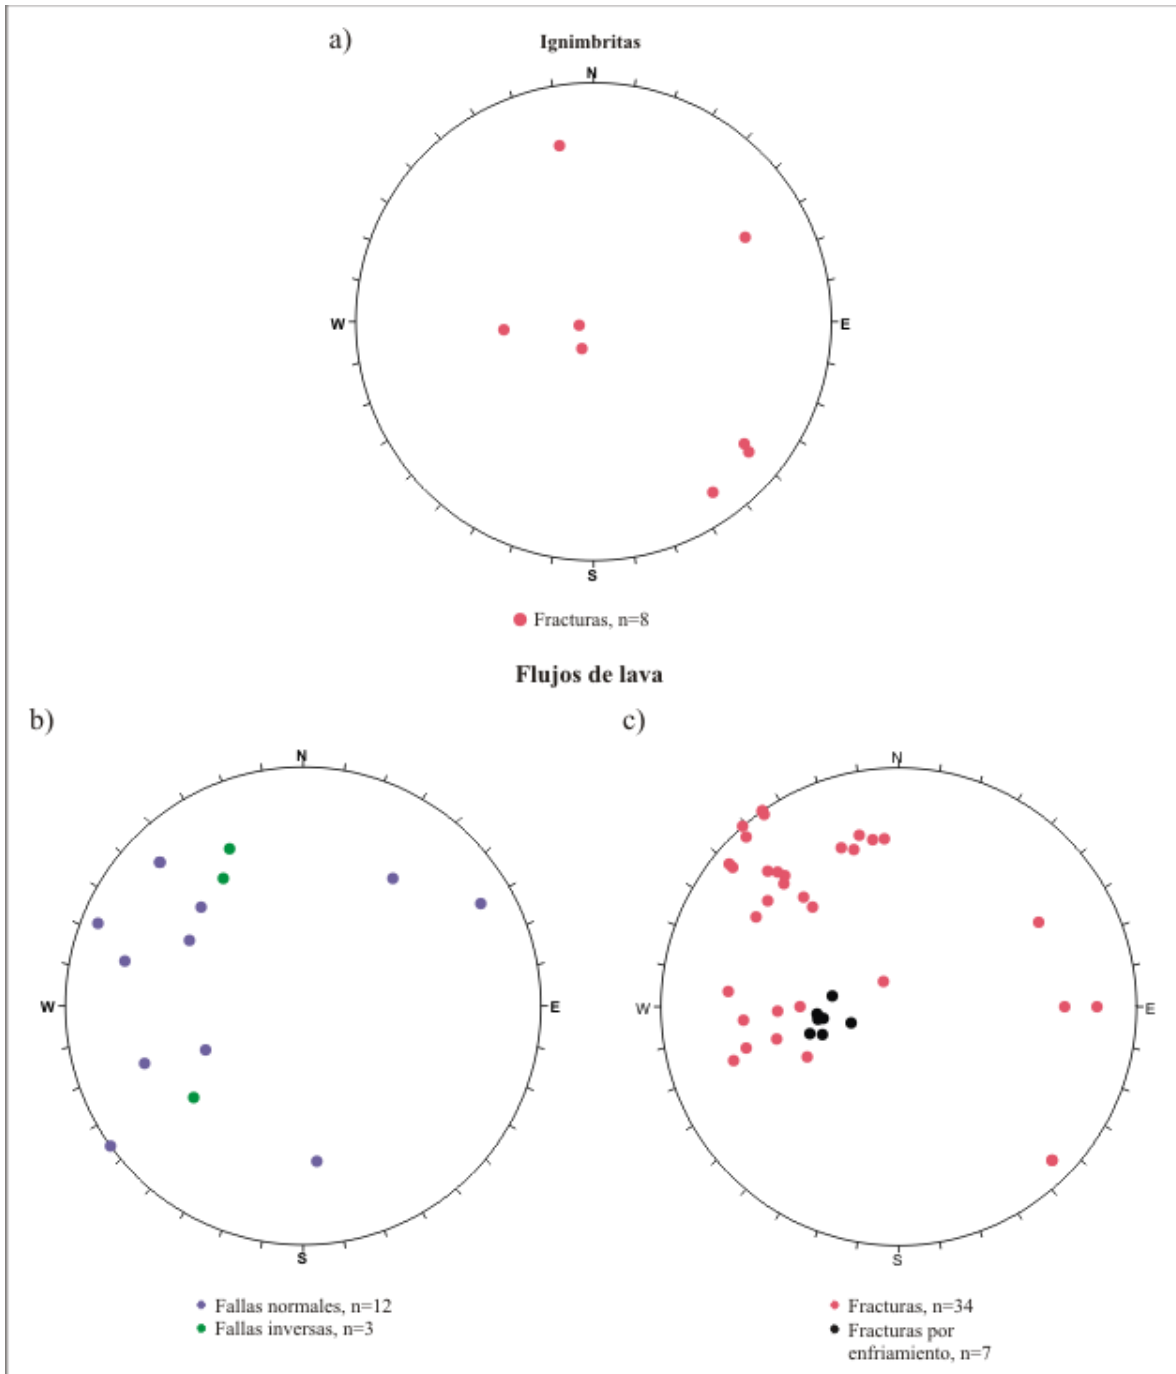 a)
Ignimbritas
N
W
E
S
Fracturas, n=8
Flujos de lava
b)
c)
N
W
E
S
Fallas normales, n=12
Fallas inversas, n=3
N
W
E
S
Fracturas, n=34
Fracturas por
enfriamiento, n=7